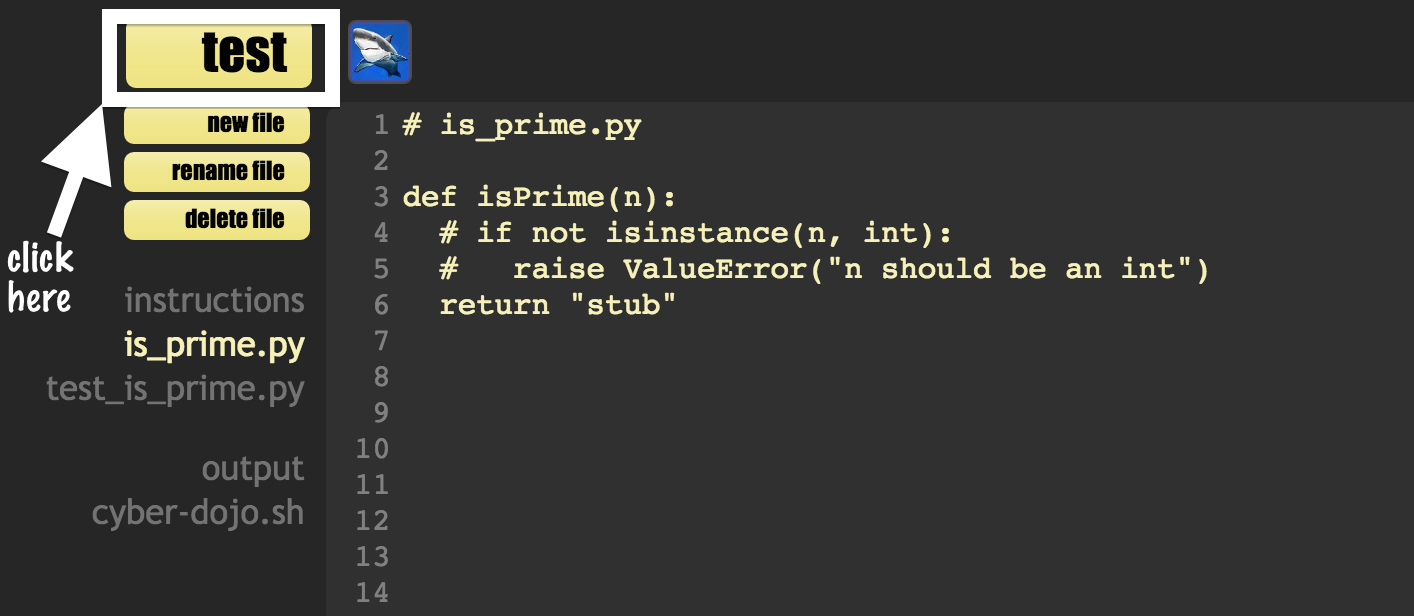 test
new file
rename file
delete file
click
here
instructions
is_prime.py
test_is_prime.py
output
cyber-dojo.sh
1 # is_prime.py
2
3 def isPrime(n):
4   # if not isinstance(n, int):
5   #   raise ValueError("n should be an int")
6   return "stub"
7
8
9
10
11
12
13
14